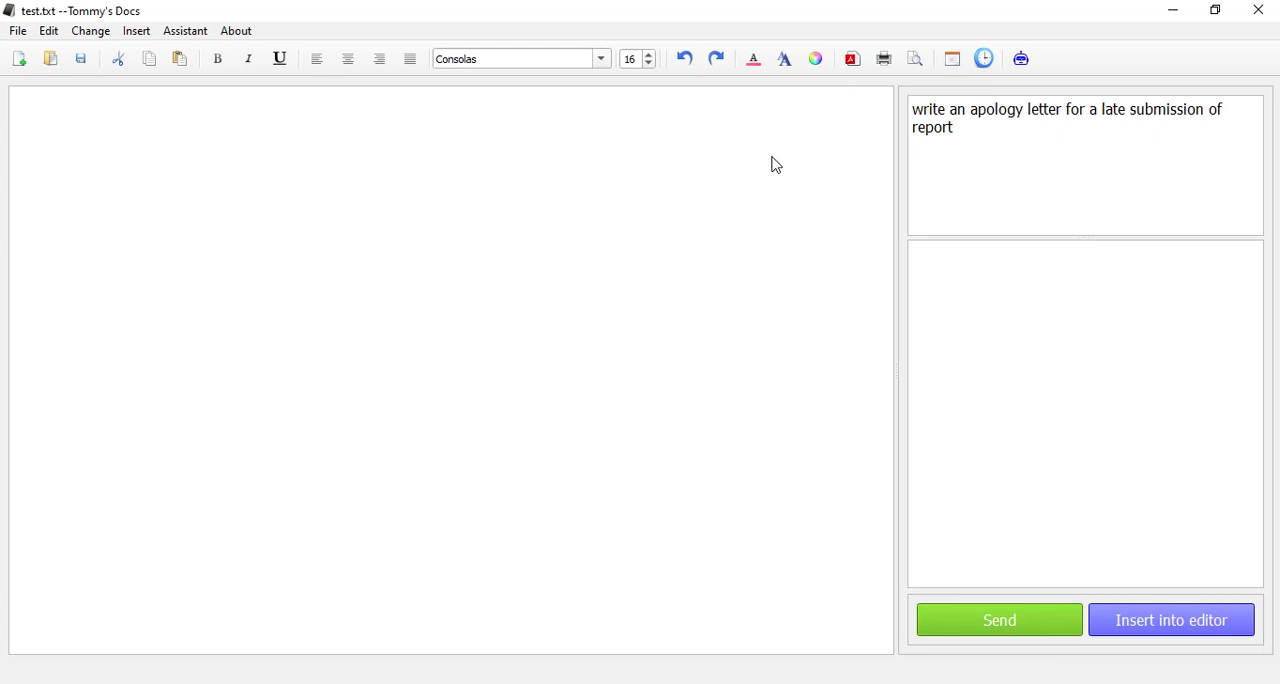 test.txt --Tommy's Docs
File Edit Change Insert Assistant About
B I U Consolas 16 A A
write an apology letter for a late submission of
report
Send Insert into editor